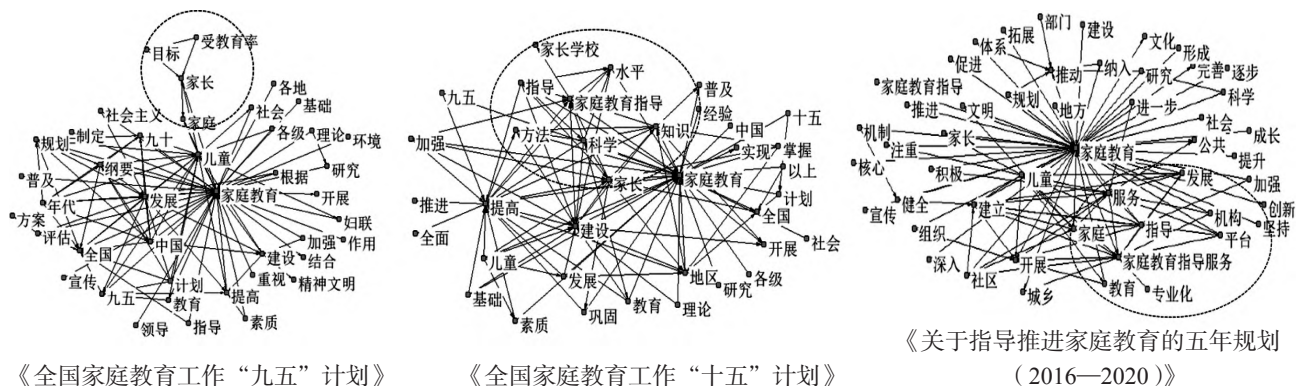 目标
受教育率
家长
家庭
各地
社会主义
社会
基础
规划
制定
九十
各级
理论
环境
儿童
纲要
研究
普及
年代
发展
家庭教育
根据
开展
方案
妇联
评估
中国
加强
作用
全国
建设
结合
宣传
计划
重视
精神文明
九五
教育
提高
领导
指导
素质
《全国家庭教育工作“九五”计划》
家长学校
水平
九五
指导
普及
家庭教育指导
经验
十五
加强
方法
知识
中国
科学
实现
掌握
家长
家庭教育
以上
计划
推进
提高
全国
全面
建设
社会
开展
儿童
地区
各级
发展
研究
基础
教育
理论
素质
巩固
《全国家庭教育工作“十五”计划》
部门
建设
拓展
文化
体系
形成
促进
推动
纳入
研究
完善
逐步
家庭教育指导
规划
科学
推进
文明
地方
进一步
机制
家长
社会
成长
注重
家庭教育
公共
提升
核心
积极
儿童
发展
加强
宣传
健全
服务
创新
建立
机构
坚持
组织
家庭
指导
平台
深入
开展
家庭教育指导服务
社区
教育
专业化
城乡
《关于指导推进家庭教育的五年规划
（2016—2020）》